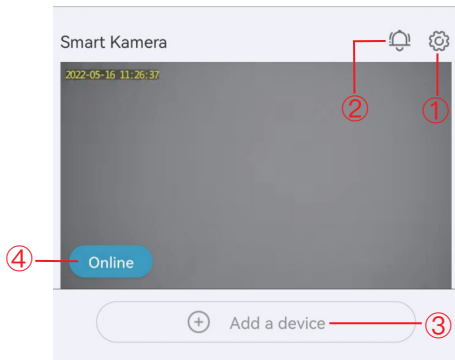 Smart Kamera
② ①
2022-05-16 11:26:37
④ Online
Add a device ③